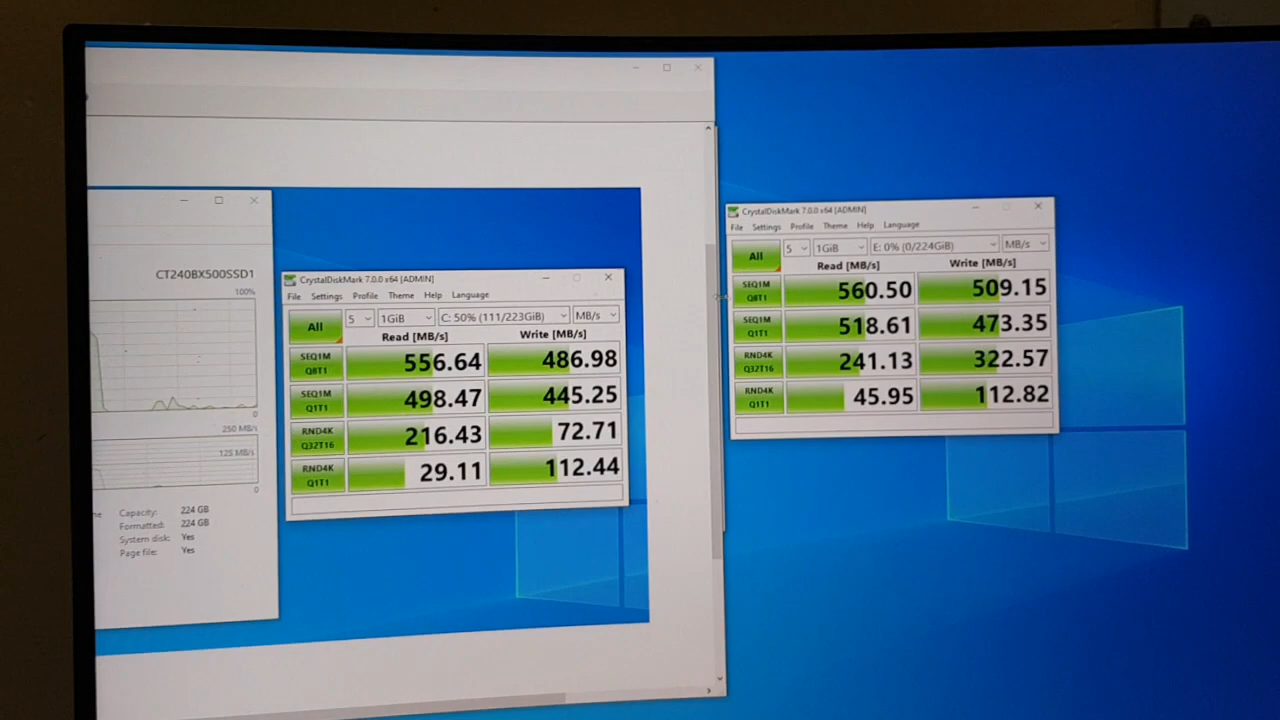 CT240BX500SSD1
100%
0
250 MB/s
125 MB/s
0
Capacity: 224 GB
Formatted: 224 GB
System disk: Yes
Page file: Yes
CrystalDiskMark 7.0.0 x64 [ADMIN]
File Settings Profile Theme Help Language
All 5 1GiB C: 50% (111/223GiB) MB/s
Read [MB/s] Write [MB/s]
SEQ1M Q8T1 556.64 486.98
SEQ1M Q1T1 498.47 445.25
RND4K Q32T16 216.43 72.71
RND4K Q1T1 29.11 112.44
CrystalDiskMark 7.0.0 x64 [ADMIN]
File Settings Profile Theme Help Language
All 5 1GiB E: 0% (0/224GiB) MB/s
Read [MB/s] Write [MB/s]
SEQ1M Q8T1 560.50 509.15
SEQ1M Q1T1 518.61 473.35
RND4K Q32T16 241.13 322.57
RND4K Q1T1 45.95 112.82